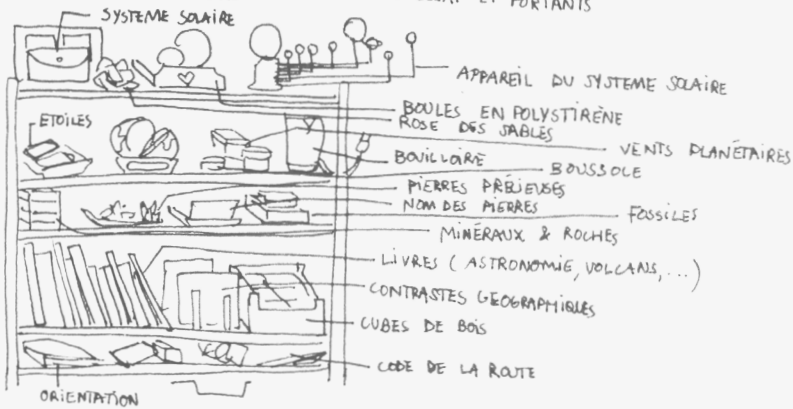 ET PORTANTS
SYSTEME SOLAIRE
APPAREIL DU SYSTEME SOLAIRE
BOULES EN POLYSTIRÈNE
ROSE DES SABLES
ETOILES
VENTS PLANÉTAIRES
BOUILLOIRE
BOUSSOLE
PIERRES PRÉCIEUSES
NOM DES PIERRES
FOSSILES
MINÉRAUX & ROCHES
LIVRES (ASTRONOMIE, VOLCANS, ...)
CONTRASTES GEOGRAPHIQUES
CUBES DE BOIS
CODE DE LA ROUTE
ORIENTATION